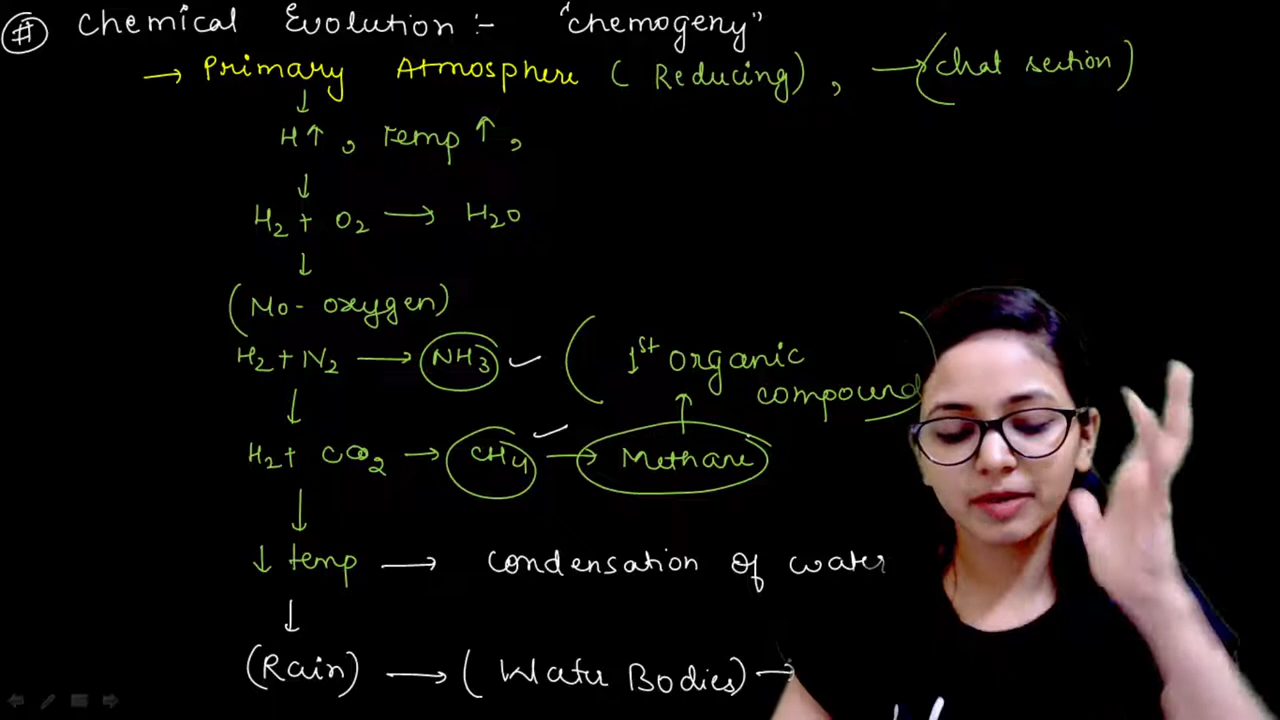 # Chemical Evolution :- "Chemogeny"
→ Primary Atmosphere (Reducing), → (Chat section)
↓
H↑, Temp↑,
↓
H2 + O2 → H2O
↓
(No- oxygen)
H2 + N2 → NH3 ✓ (1st organic
compound
↓
H2 + CO2 → CH4 ✓ → Methane
↓
↓ temp → Condensation of water
↓
(Rain) → (Water Bodies) →